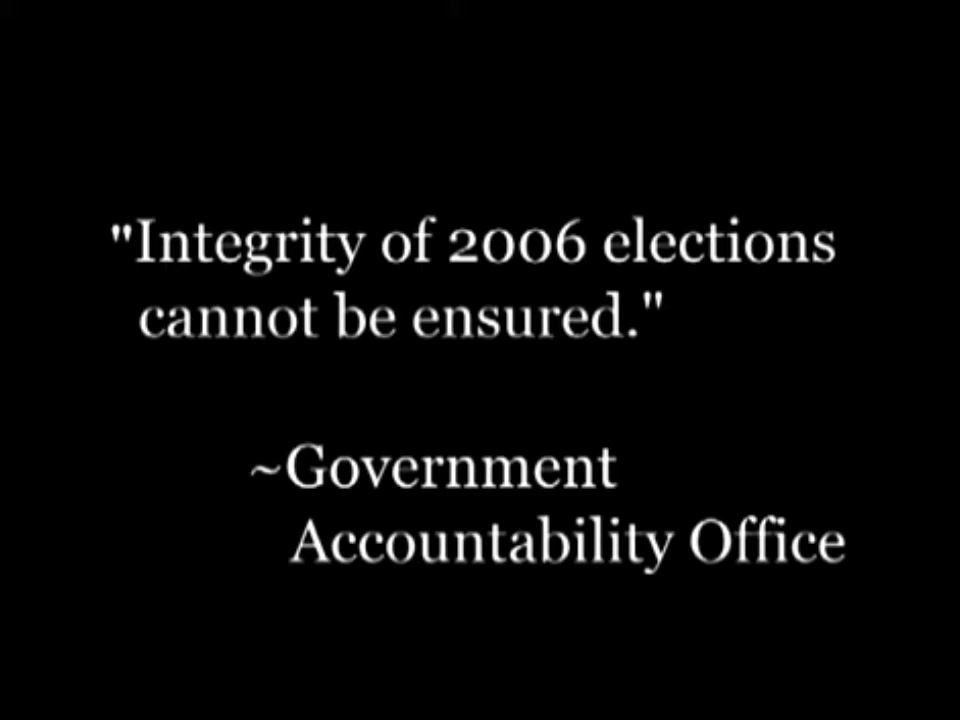 "Integrity of 2006 elections
cannot be ensured."
~Government
Accountability Office